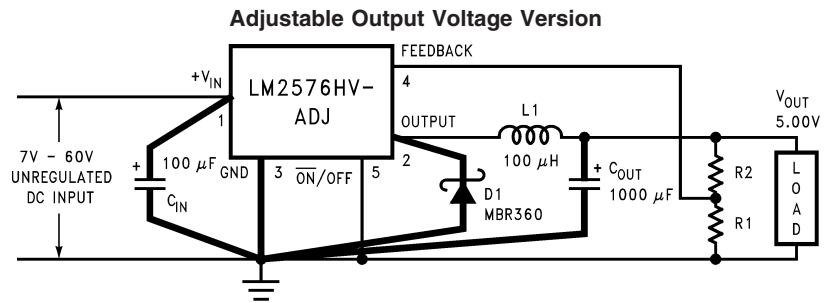 Adjustable Output Voltage Version
FEEDBACK
+VIN
LM2576HV-
ADJ
4
1
OUTPUT
L1
VOUT
5.00V
7V - 60V
UNREGULATED
DC INPUT
+
100 μF
CIN
GND
3
ON/OFF
5
2
100 μH
D1
MBR360
+
COUT
1000 μF
R2
R1
LOAD